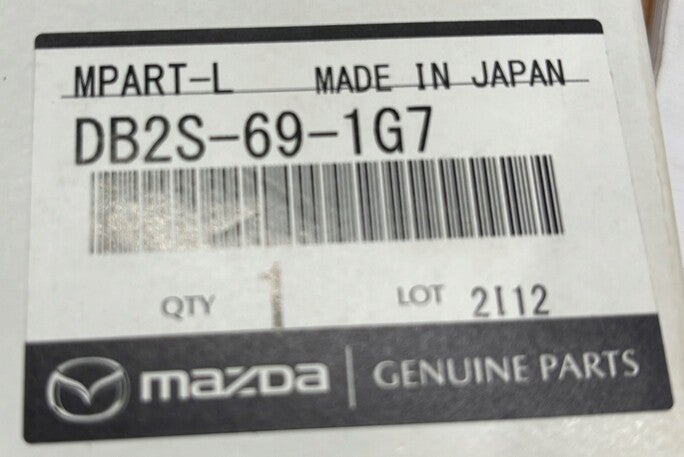 MPART-L MADE IN JAPAN
DB2S-69-1G7
QTY 1 LOT 2I12
mazda GENUINE PARTS